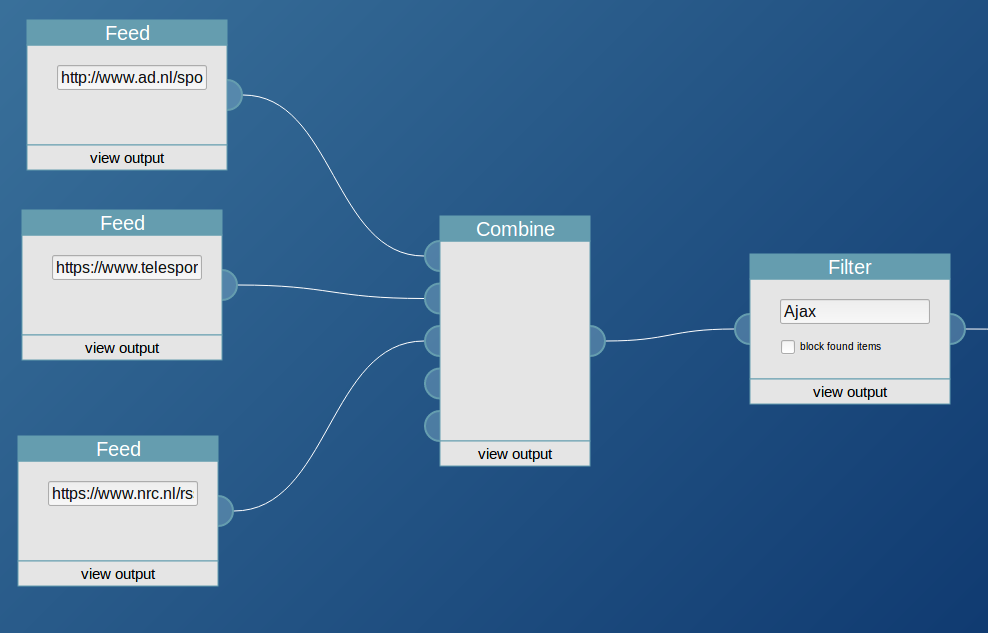 Feed
http://www.ad.nl/spo
view output
Feed
https://www.telespor
view output
Feed
https://www.nrc.nl/rs
view output
Combine
view output
Filter
Ajax
block found items
view output